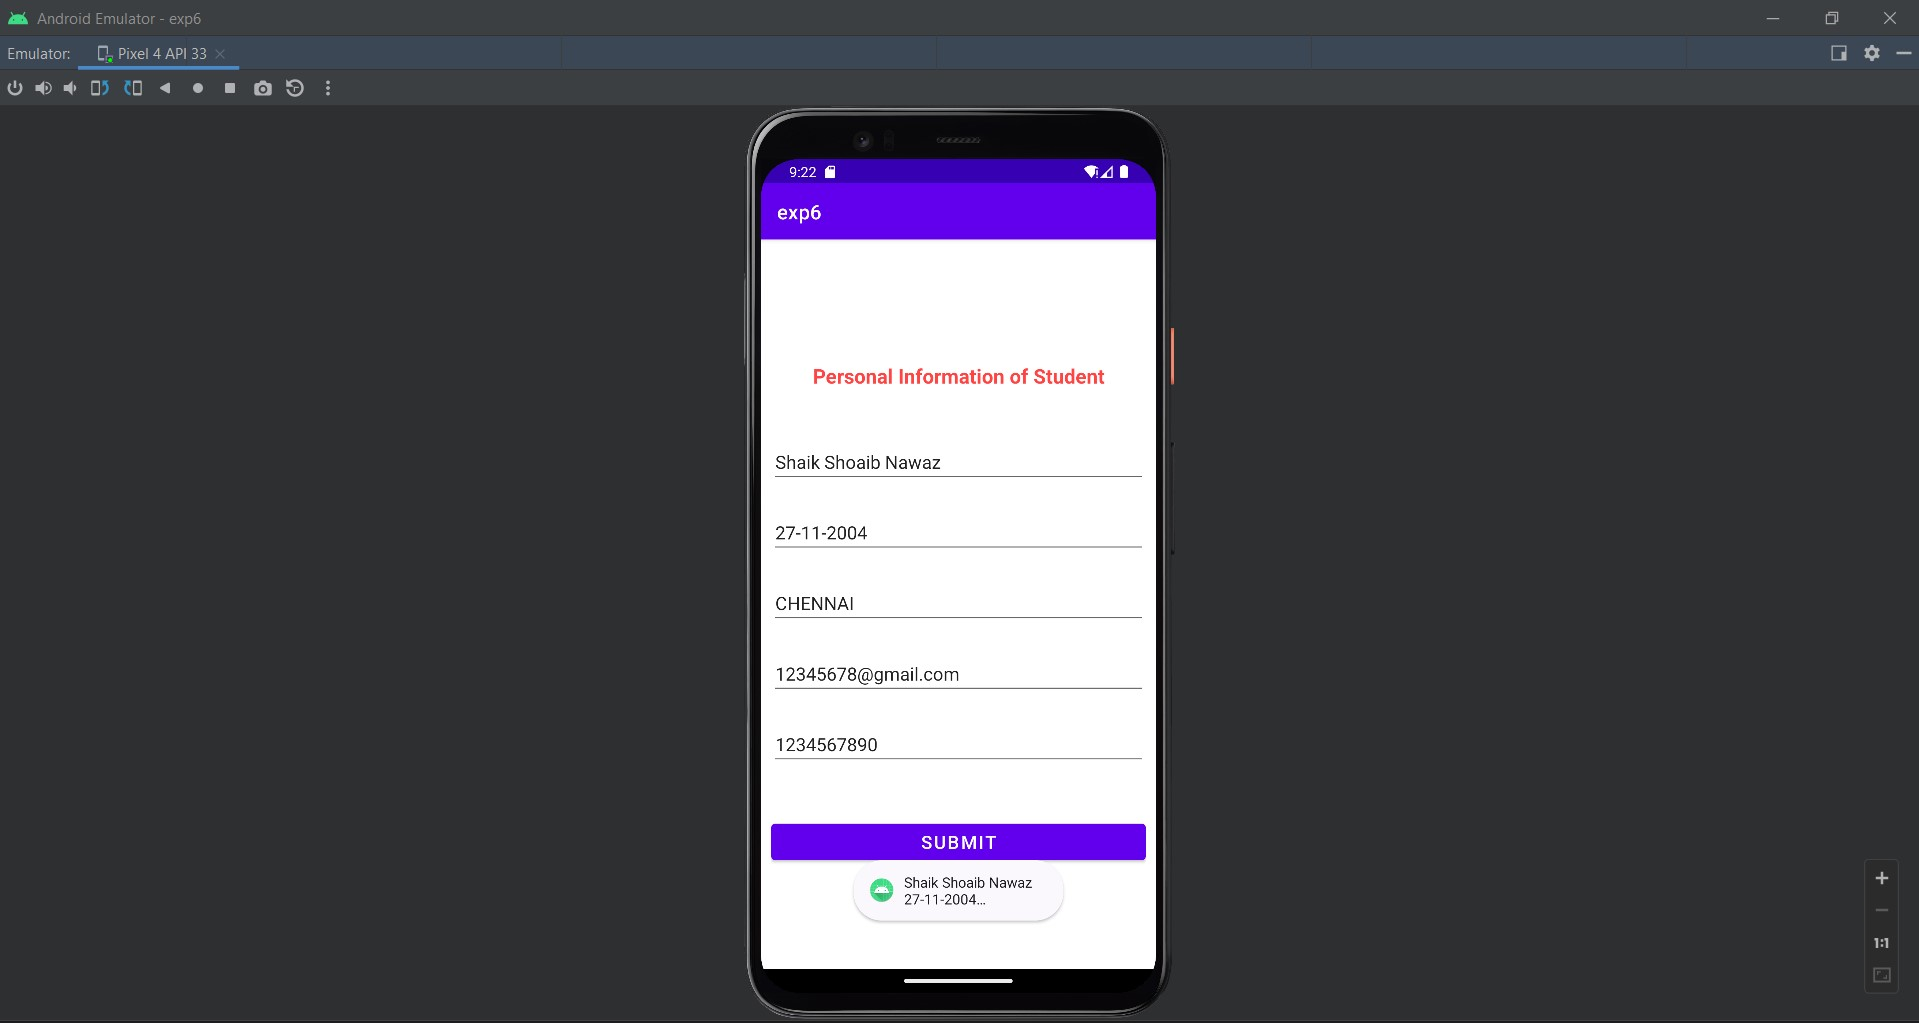 Android Emulator - exp6
Emulator:
Pixel 4 API 33
9:22
exp6
Personal Information of Student
Shaik Shoaib Nawaz
27-11-2004
CHENNAI
12345678@gmail.com
1234567890
SUBMIT
Shaik Shoaib Nawaz
27-11-2004...
1:1